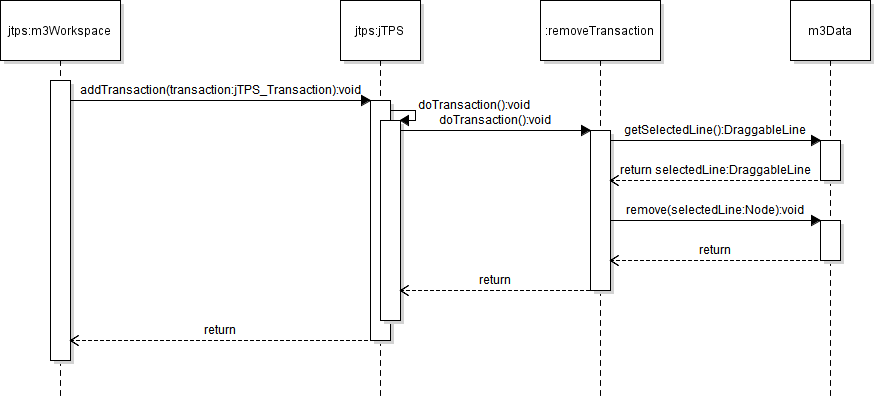 jtps:m3Workspace
jtps:jTPS
:removeTransaction
m3Data
addTransaction(transaction:jTPS_Transaction):void
doTransaction():void
doTransaction():void
getSelectedLine():DraggableLine
return selectedLine:DraggableLine
remove(selectedLine:Node):void
return
return
return